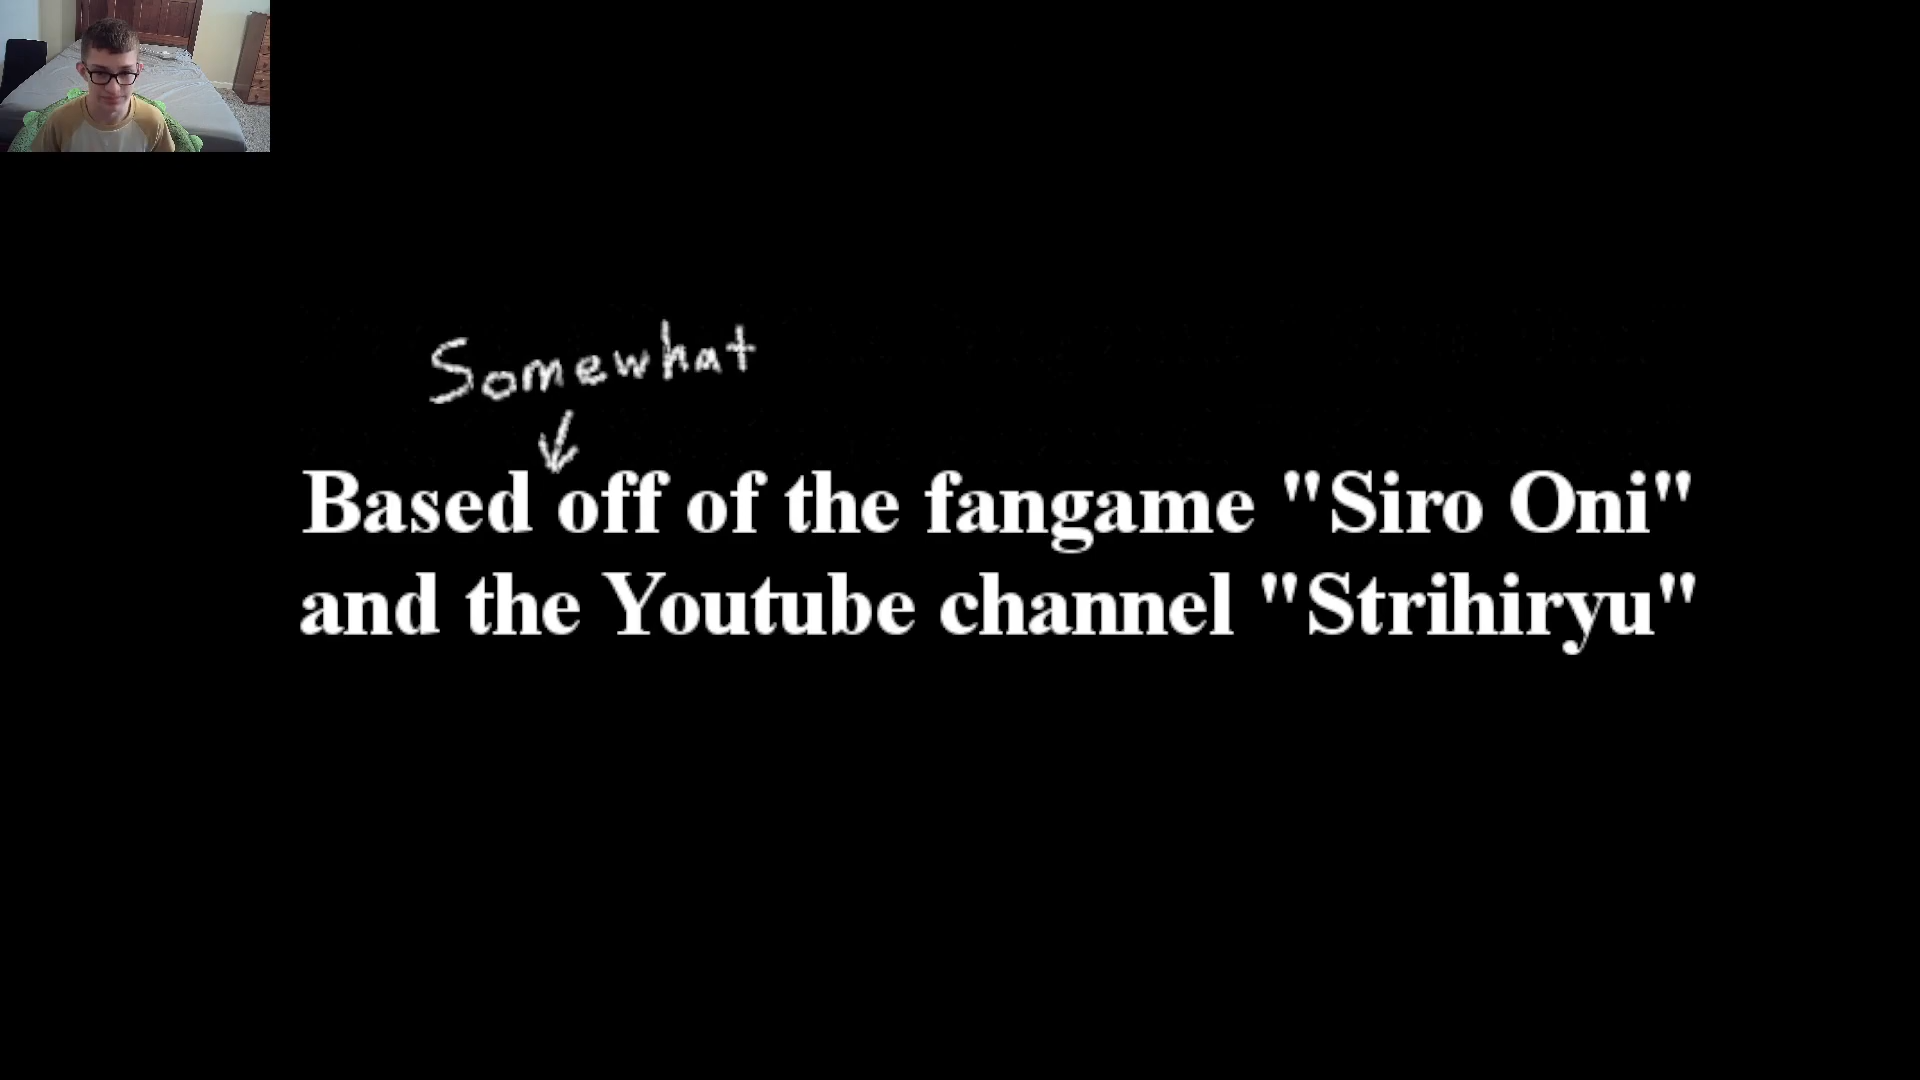 Somewhat
Based off of the fangame "Siro Oni"
and the Youtube channel "Strihiryu"